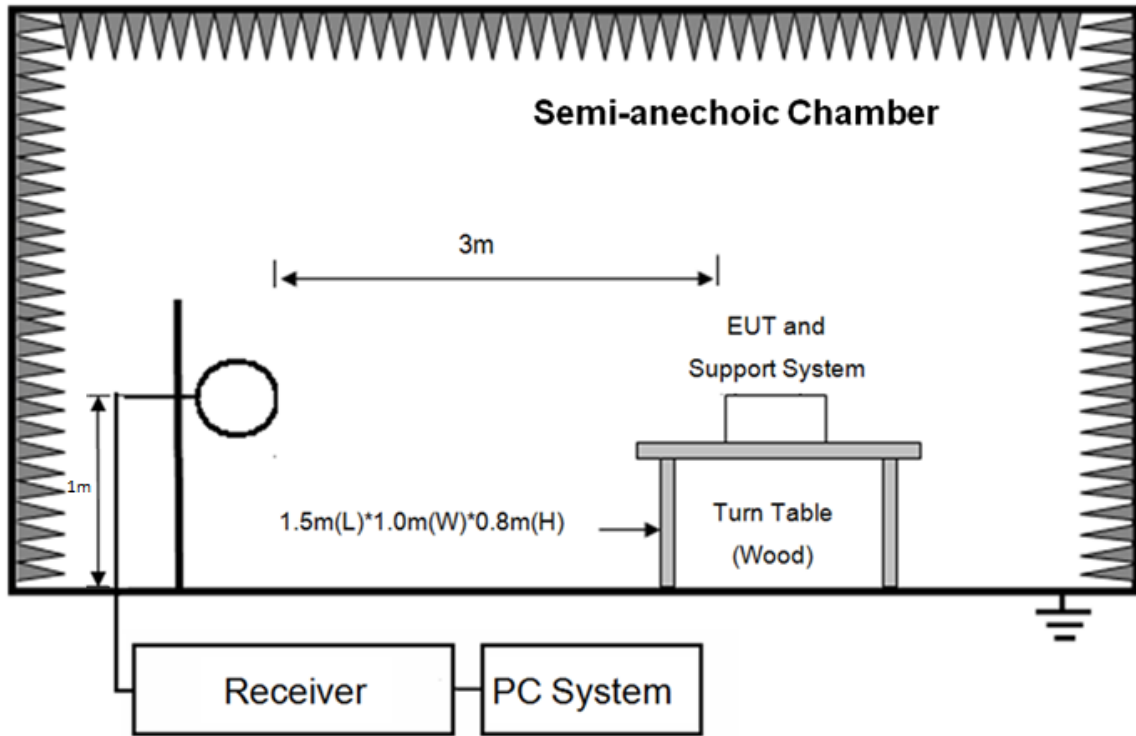 Semi-anechoic Chamber
3m
EUT and
Support System
1m
1.5m(L)*1.0m(W)*0.8m(H)
Turn Table
(Wood)
Receiver
PC System